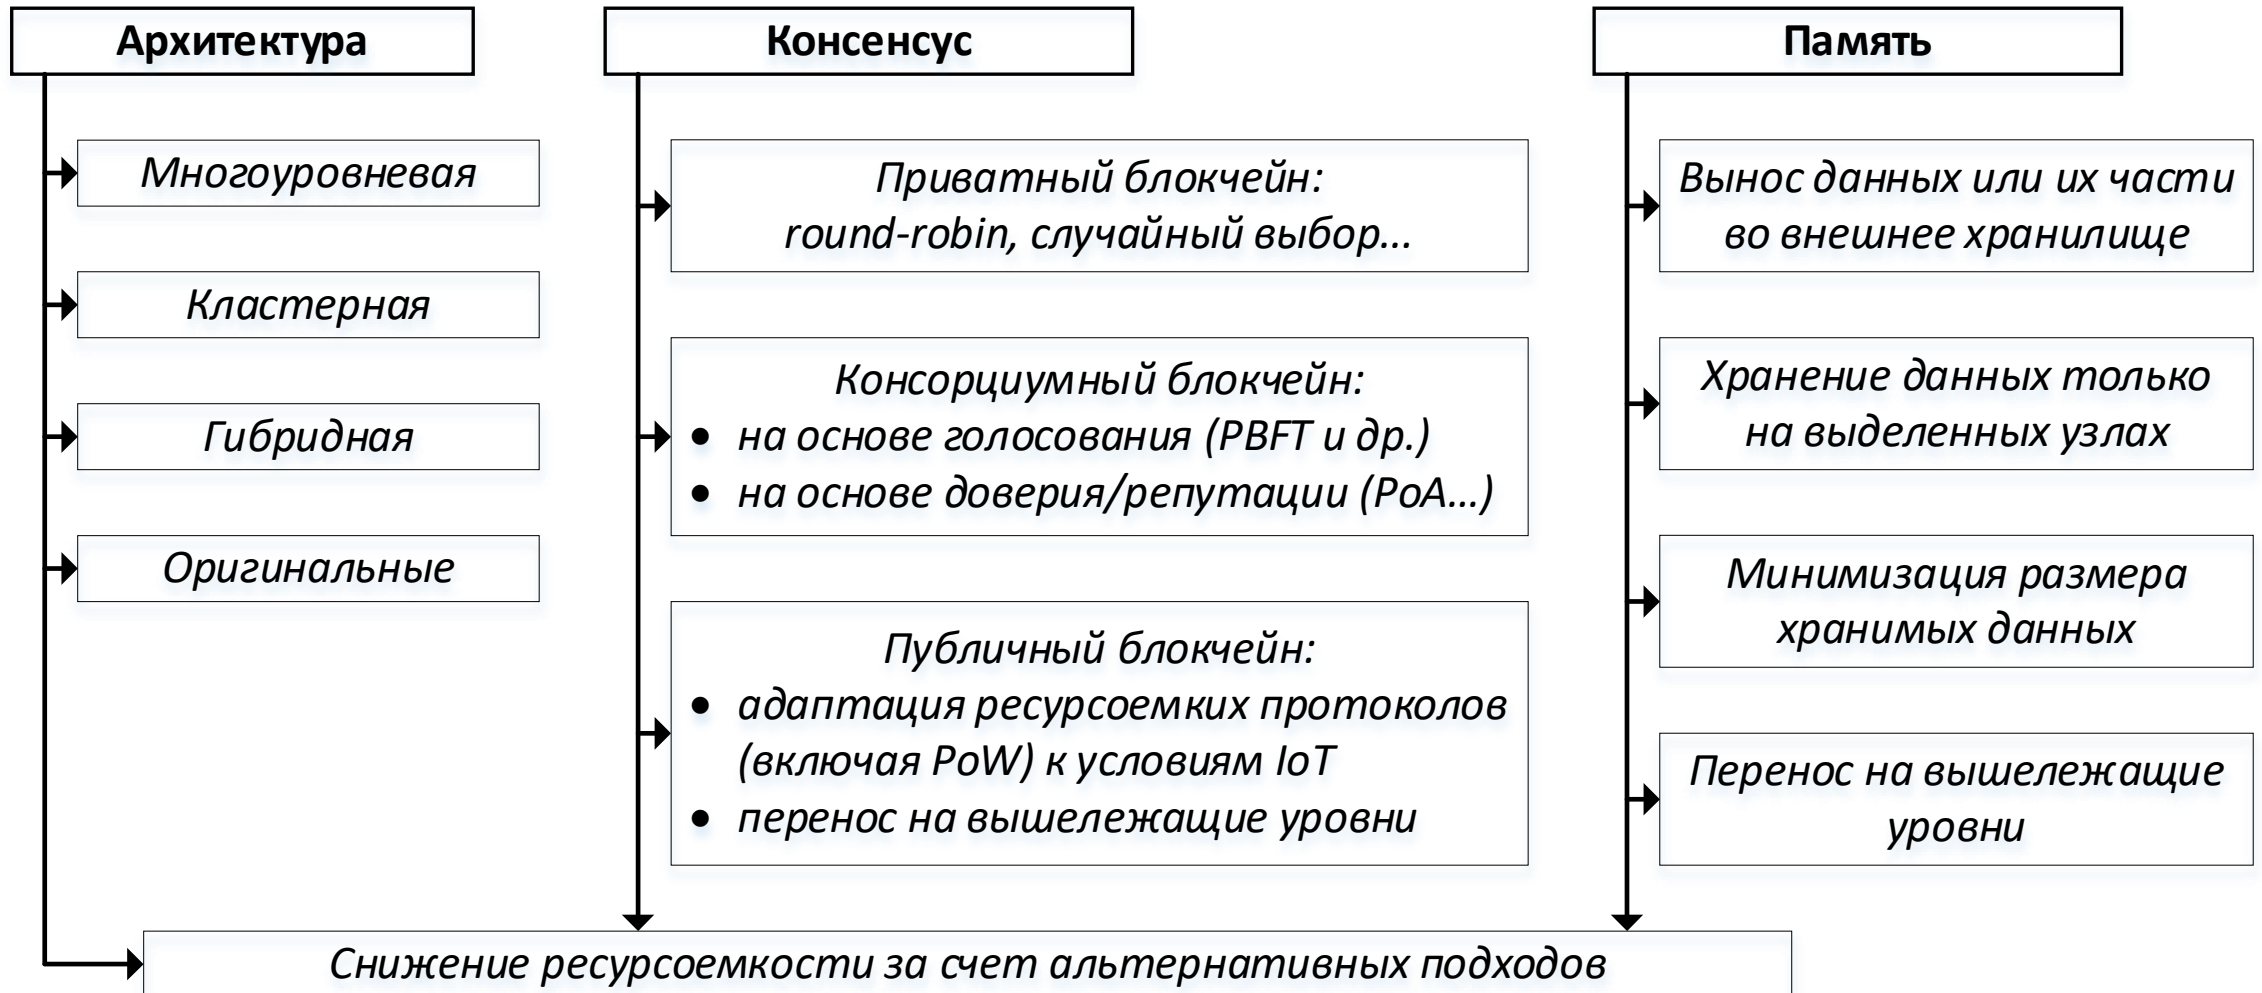 Архитектура
Многоуровневая
Кластерная
Гибридная
Оригинальные
Консенсус
Приватный блокчейн:
round-robin, случайный выбор...
Консорциумный блокчейн:
• на основе голосования (PBFT и др.)
• на основе доверия/репутации (PoA...)
Публичный блокчейн:
• адаптация ресурсоемких протоколов
(включая PoW) к условиям IoT
• перенос на вышележащие уровни
Память
Вынос данных или их части
во внешнее хранилище
Хранение данных только
на выделенных узлах
Минимизация размера
хранимых данных
Перенос на вышележащие
уровни
Снижение ресурсоемкости за счет альтернативных подходов